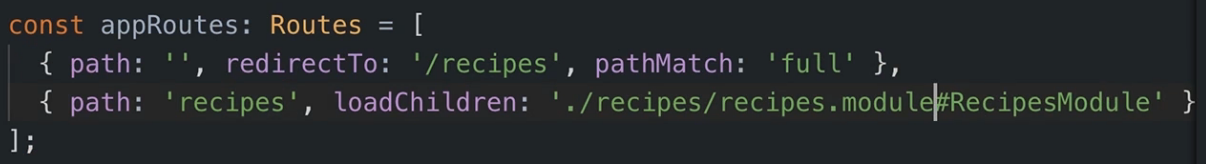 const appRoutes: Routes = [
  { path: '', redirectTo: '/recipes', pathMatch: 'full' },
  { path: 'recipes', loadChildren: './recipes/recipes.module#RecipesModule' }
];